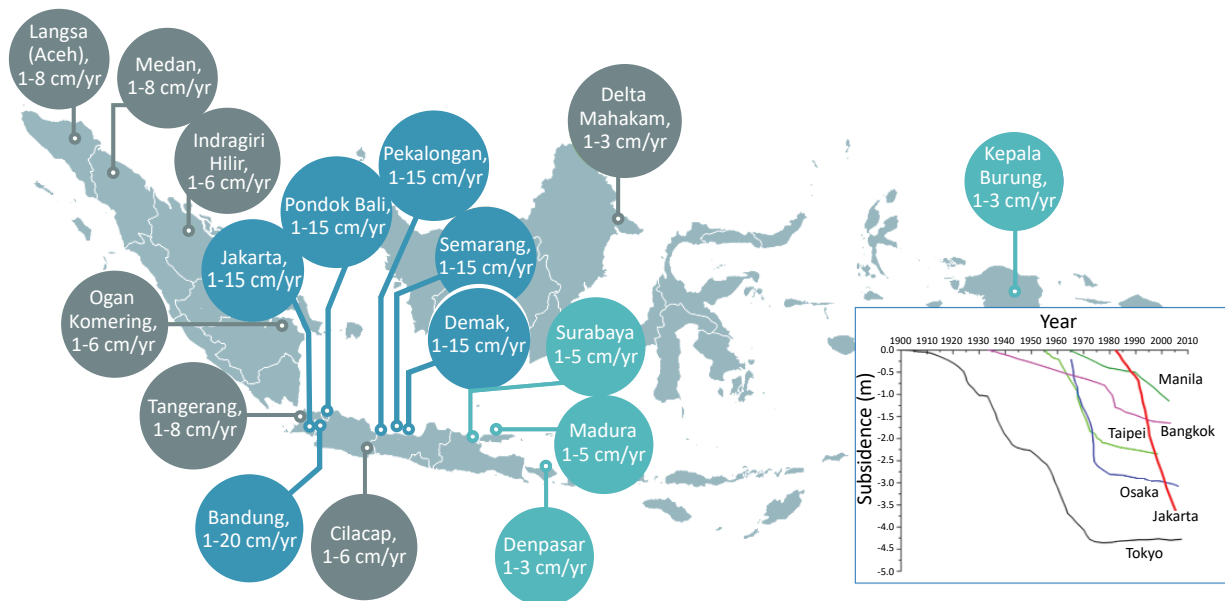 Langsa
(Aceh),
1-8 cm/yr
Medan,
1-8 cm/yr
Indragiri
Hilir,
1-6 cm/yr
Pondok Bali,
1-15 cm/yr
Pekalongan,
1-15 cm/yr
Delta
Mahakam,
1-3 cm/yr
Kepala
Burung,
1-3 cm/yr
Jakarta,
1-15 cm/yr
Semarang,
1-15 cm/yr
Ogan
Komering,
1-6 cm/yr
Demak,
1-15 cm/yr
Surabaya
1-5 cm/yr
Tangerang,
1-8 cm/yr
Madura
1-5 cm/yr
Bandung,
1-20 cm/yr
Cilacap,
1-6 cm/yr
Denpasar
1-3 cm/yr
Year
1900 1910 1920 1930 1940 1950 1960 1970 1980 1990 2000 2010
Subsidence (m)
0.0
-0.5
-1.0
-1.5
-2.0
-2.5
-3.0
-3.5
-4.0
-4.5
-5.0
Manila
Taipei
Bangkok
Osaka
Jakarta
Tokyo